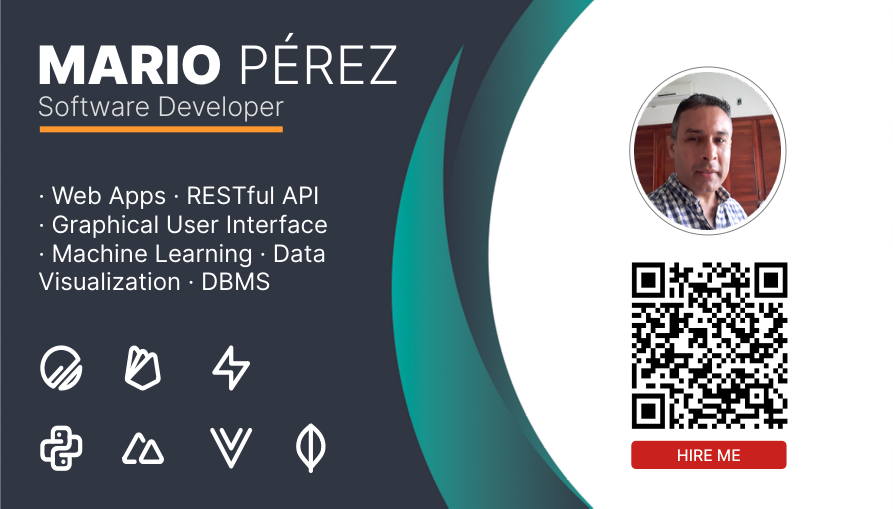 MARIO PÉREZ
Software Developer
· Web Apps · RESTful API
· Graphical User Interface
· Machine Learning · Data
Visualization · DBMS
HIRE ME